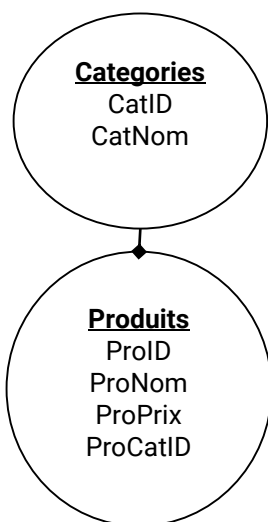 Categories
CatID
CatNom
Produits
ProID
ProNom
ProPrix
ProCatID